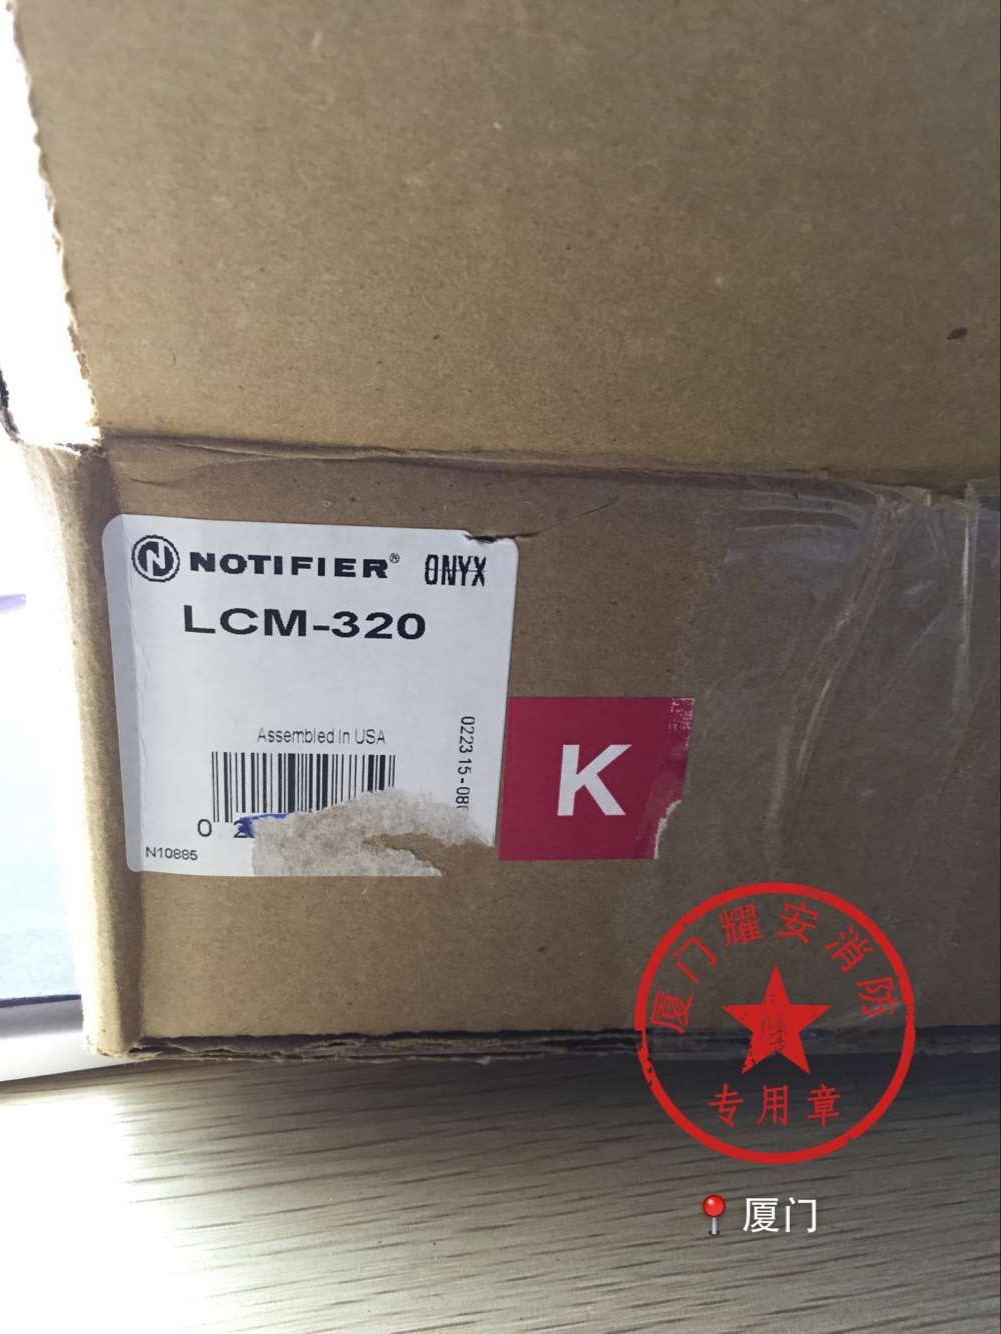 NOTIFIER® ONYX
LCM-320
Assembled in USA
022315-08
0 2
N10885
K
厦门耀安消防
专用章
厦门